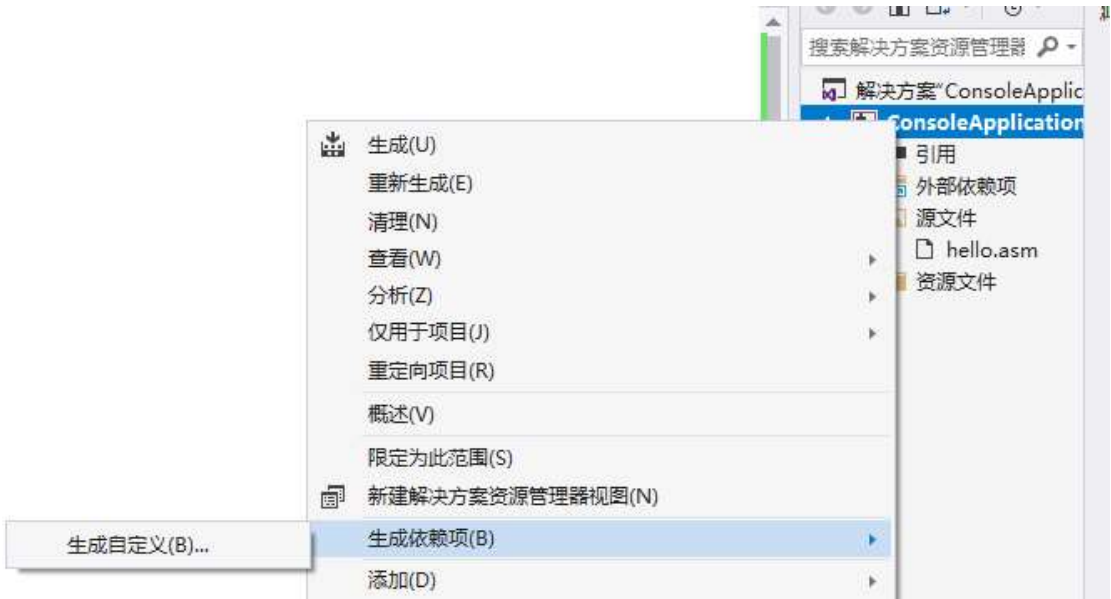 搜索解决方案资源管理器
解决方案"ConsoleApplic
ConsoleApplication
引用
外部依赖项
源文件
hello.asm
资源文件
生成(U)
重新生成(E)
清理(N)
查看(W)
分析(Z)
仅用于项目(J)
重定向项目(R)
概述(V)
限定为此范围(S)
新建解决方案资源管理器视图(N)
生成依赖项(B)
添加(D)
生成自定义(B)...